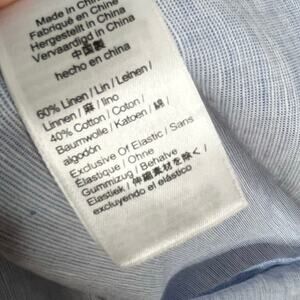 Made in China /
Fabriqué en Chine /
Hergestellt in China /
Vervaardigd in China /
中国製
hecho en china
60% Linen / Lin / Leinen /
Linnen / 麻 / lino
40% Cotton / Coton /
Baumwolle / Katoen / 綿 /
algodón
Exclusive Of Elastic / Sans
Élastique / Ohne
Gummizug / Behalve
Elastiek / 伸縮素材を除く /
excluyendo el elástico